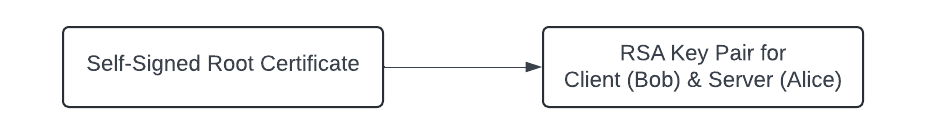 Self-Signed Root Certificate
RSA Key Pair for
Client (Bob) & Server (Alice)